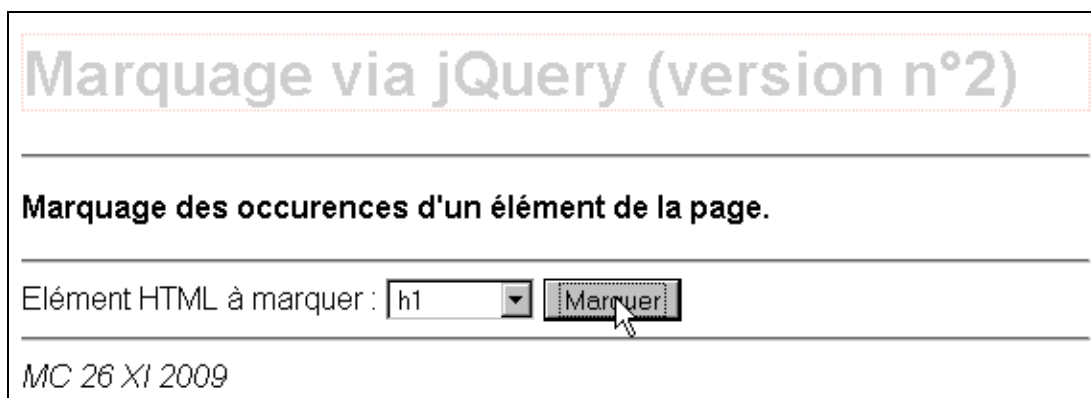 Marquage via jQuery (version n°2)
Marquage des occurences d'un élément de la page.
Elément HTML à marquer : h1 Marquer
MC 26 XI 2009